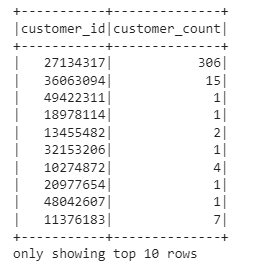 +-----------+--------------+
|customer_id|customer_count|
+-----------+--------------+
|   27134317|           306|
|   36063094|            15|
|   49422311|             1|
|   18978114|             1|
|   13455482|             2|
|   32153206|             1|
|   10274872|             4|
|   20977654|             1|
|   48042607|             1|
|   11376183|             7|
+-----------+--------------+
only showing top 10 rows